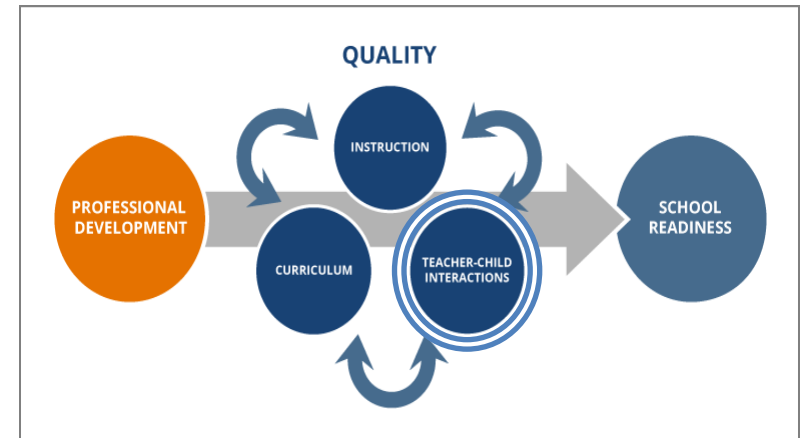 QUALITY
INSTRUCTION
PROFESSIONAL
DEVELOPMENT
CURRICULUM
TEACHER-CHILD
INTERACTIONS
SCHOOL
READINESS